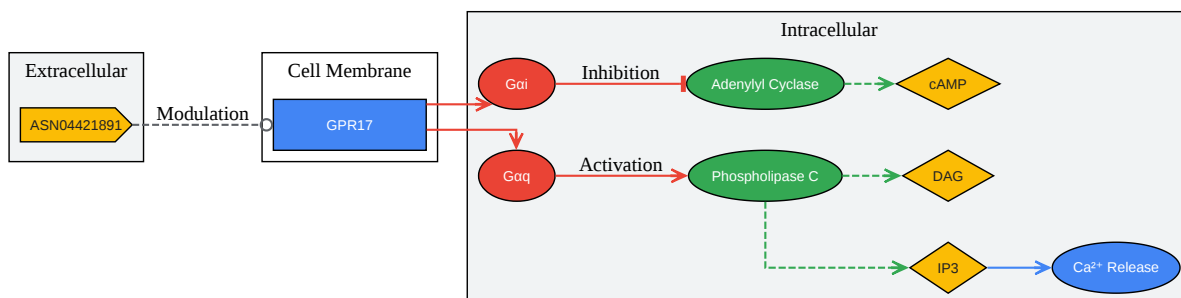 Intracellular
Extracellular
Cell Membrane
Gαi
Inhibition
Adenylyl Cyclase
cAMP
ASN04421891
Modulation
GPR17
Gαq
Activation
Phospholipase C
DAG
IP3
Ca²⁺ Release